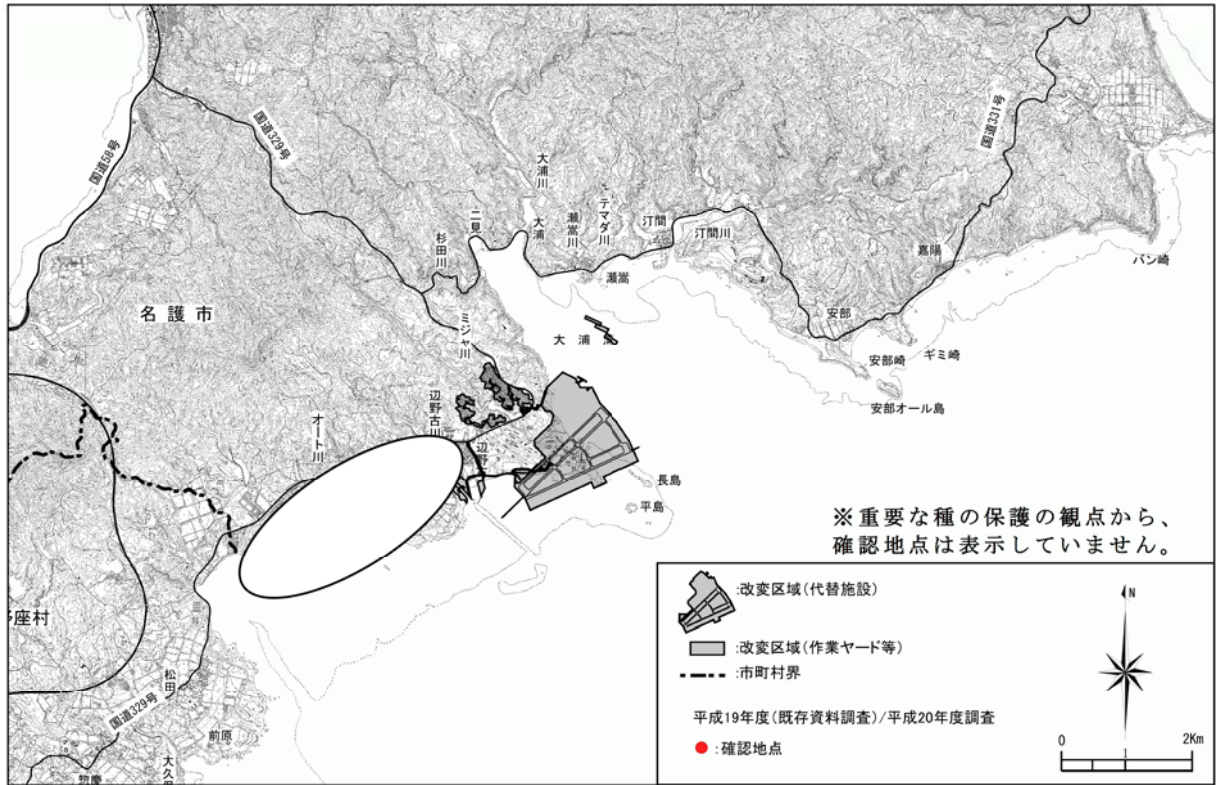 国道58号
国道329号
国道331号
大浦川
二見
大浦
瀬嵩川
テマダ川
汀間
汀間川
杉田川
瀬嵩
嘉陽
バン崎
名護市
ミジャ川
大浦
安部
安部崎
ギミ崎
安部オール島
辺野古川
オート川
辺野
長島
平島
※重要な種の保護の観点から、
確認地点は表示していません。
座村
松田
国道329号
前原
大久
惣慶
:改変区域(代替施設)
:改変区域(作業ヤード等)
:市町村界
平成19年度(既存資料調査)/平成20年度調査
:確認地点
N
0 1 2Km